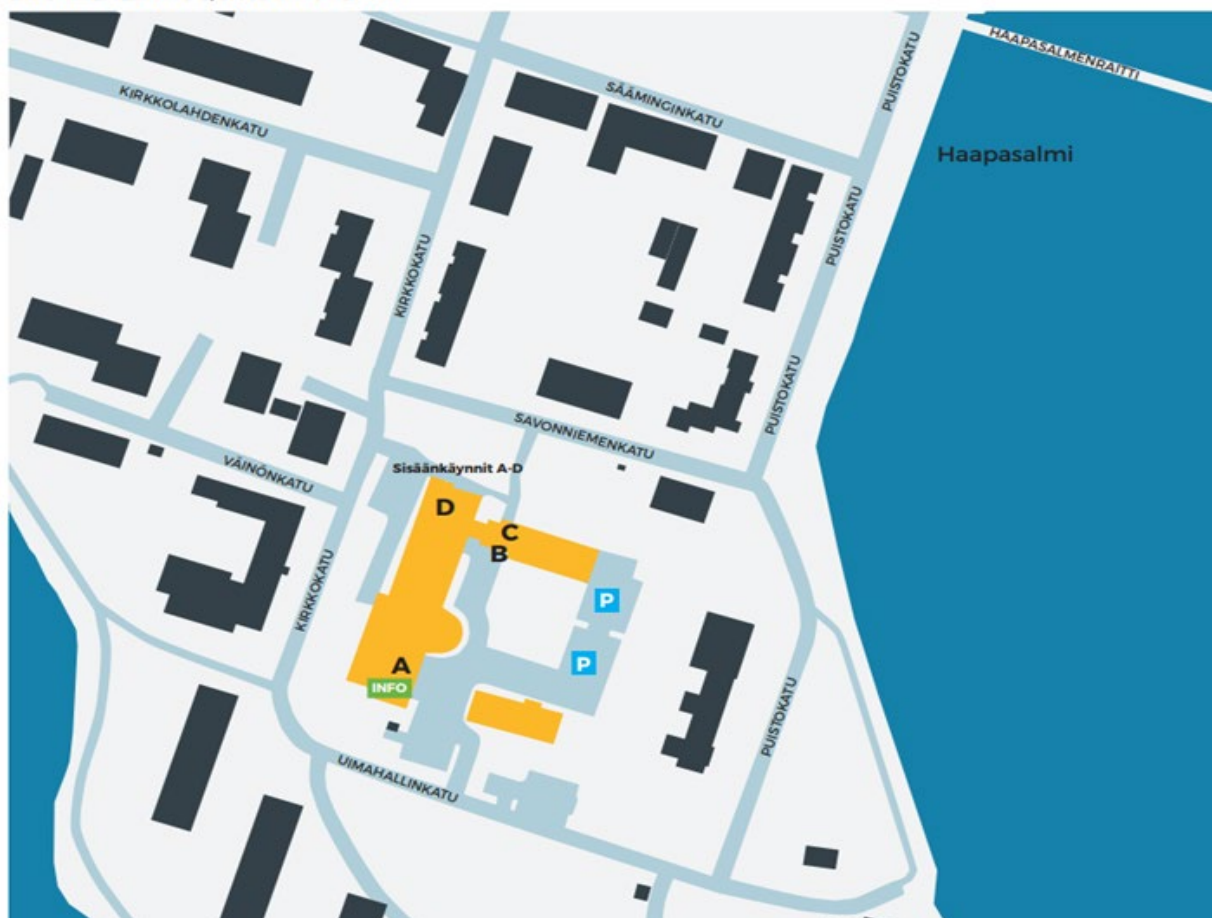 HAAPASALMENRAITTI
PUISTOKATU
SÄÄMINGINKATU
KIRKKOLAHDENKATU
Haapasalmi
PUISTOKATU
KIRKKOKATU
PUISTOKATU
SAVONNIEMENKATU
VÄINÖNKATU
Sisäänkäynnit A-D
D
C
B
KIRKKOKATU
P
A
P
INFO
PUISTOKATU
UIMAHALLINKATU